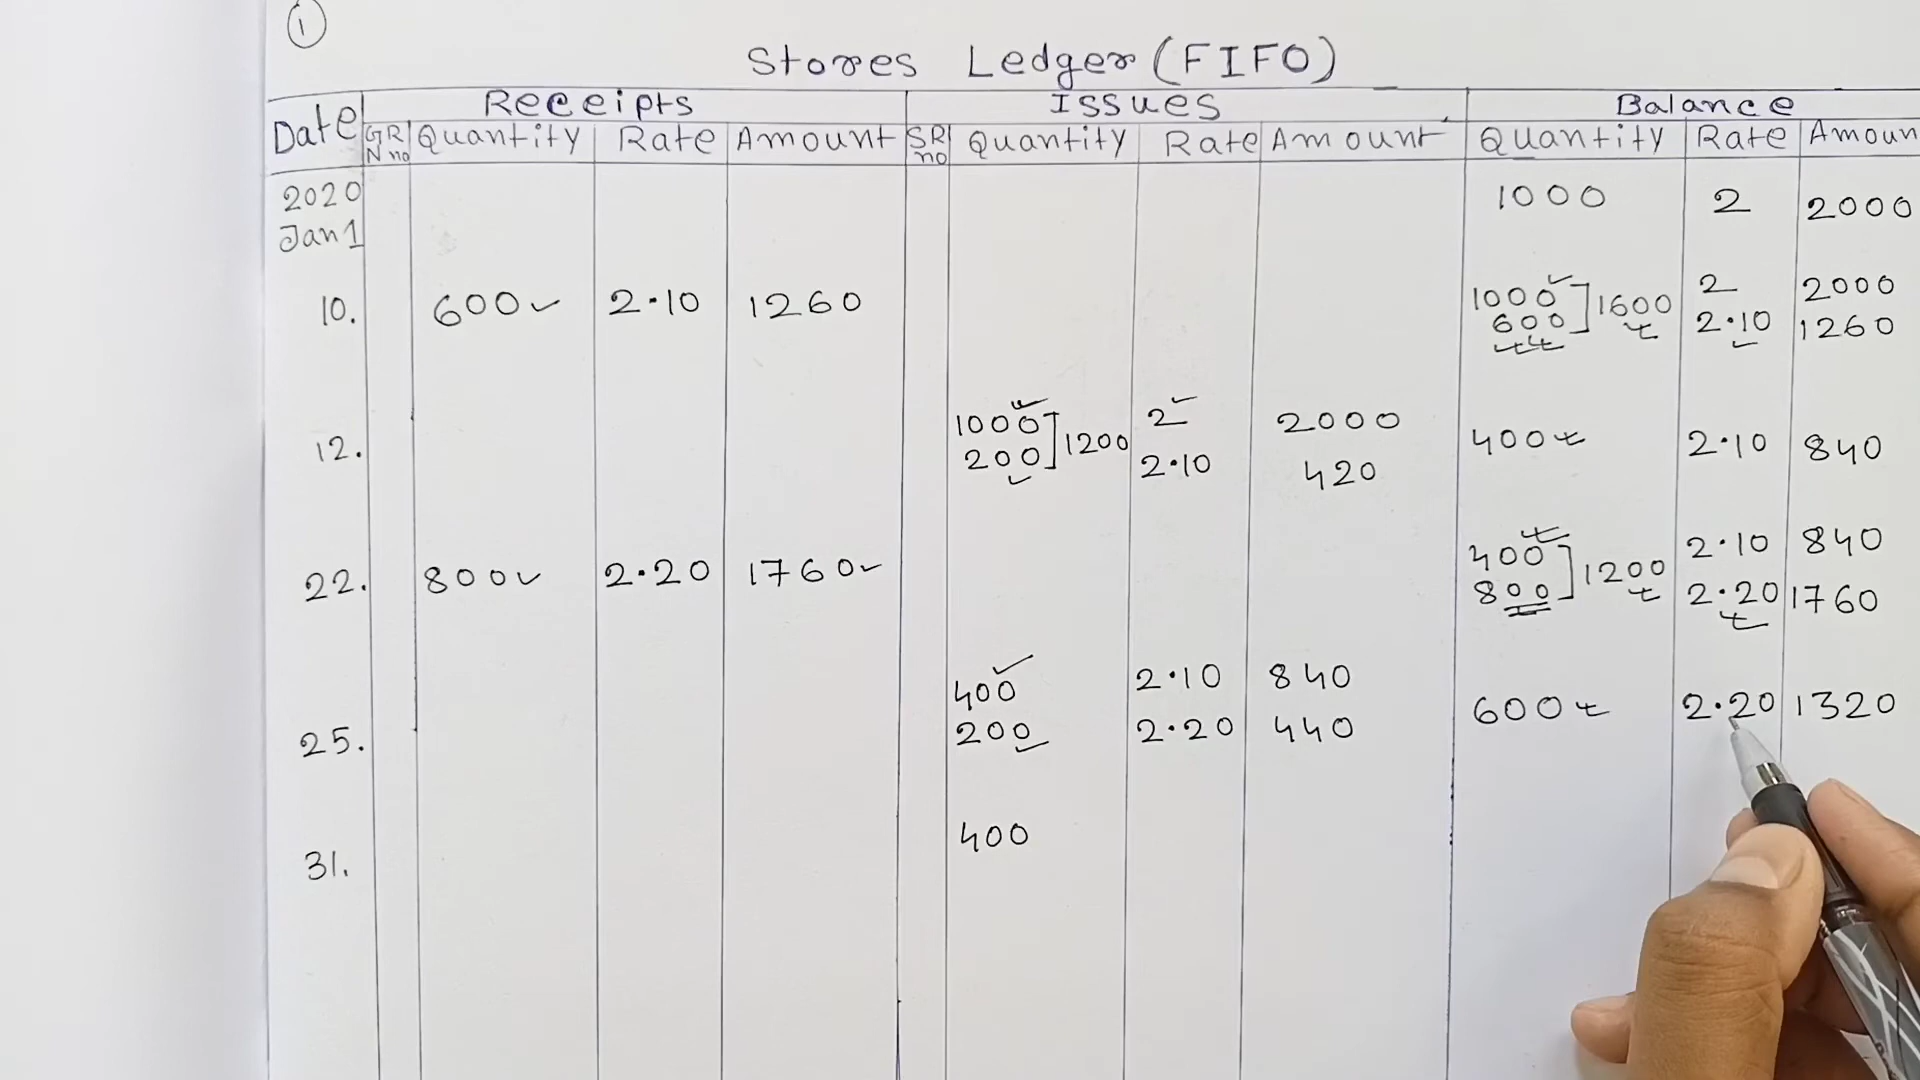 1
Stores Ledger (FIFO)
Receipts Issues Balance
Date GR N no Quantity Rate Amount SR no Quantity Rate Amount Quantity Rate Amoun
2020
Jan 1 1000 2 2000
10. 600 2.10 1260 1000 2 2000
600 1600 2.10 1260
12. 1000 2 2000 400 2.10 840
200 1200 2.10 420
22. 800 2.20 1760 400 2.10 840
800 1200 2.20 1760
25. 400 2.10 840 600 2.20 1320
200 2.20 440
31. 400